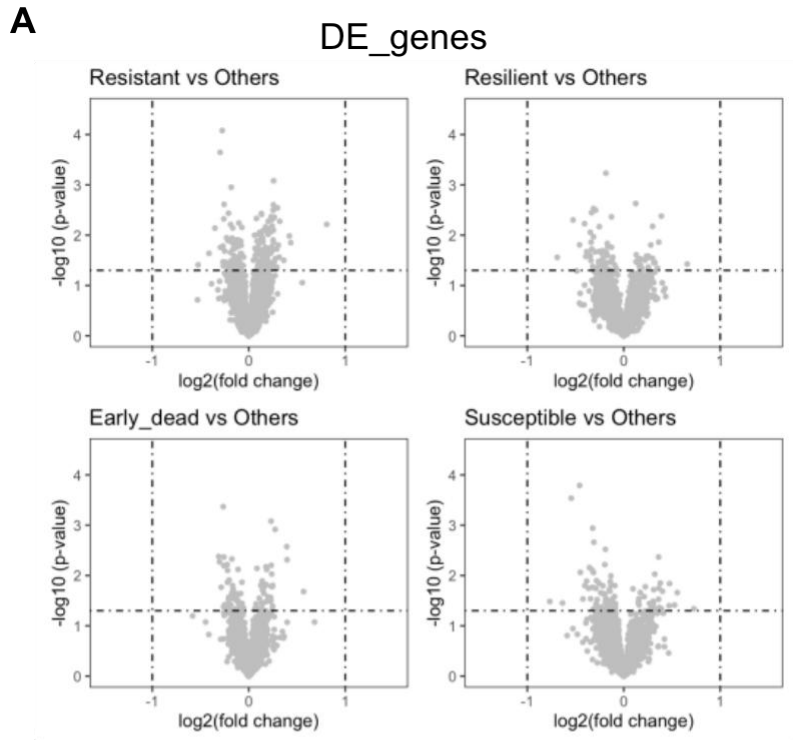 A
DE_genes
Resistant vs Others
Resilient vs Others
4
3
2
1
0
-log10 (p-value)
-1
0
1
log2(fold change)
4
3
2
1
0
-log10 (p-value)
-1
0
1
log2(fold change)
Early_dead vs Others
Susceptible vs Others
4
3
2
1
0
-log10 (p-value)
-1
0
1
log2(fold change)
4
3
2
1
0
-log10 (p-value)
-1
0
1
log2(fold change)